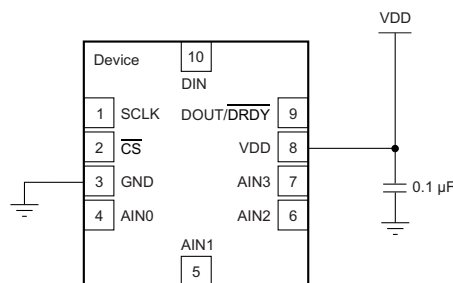 VDD
Device
10
DIN
1 SCLK DOUT/DRDY 9
2 CS VDD 8
3 GND AIN3 7
4 AIN0 AIN2 6
0.1 µF
AIN1
5